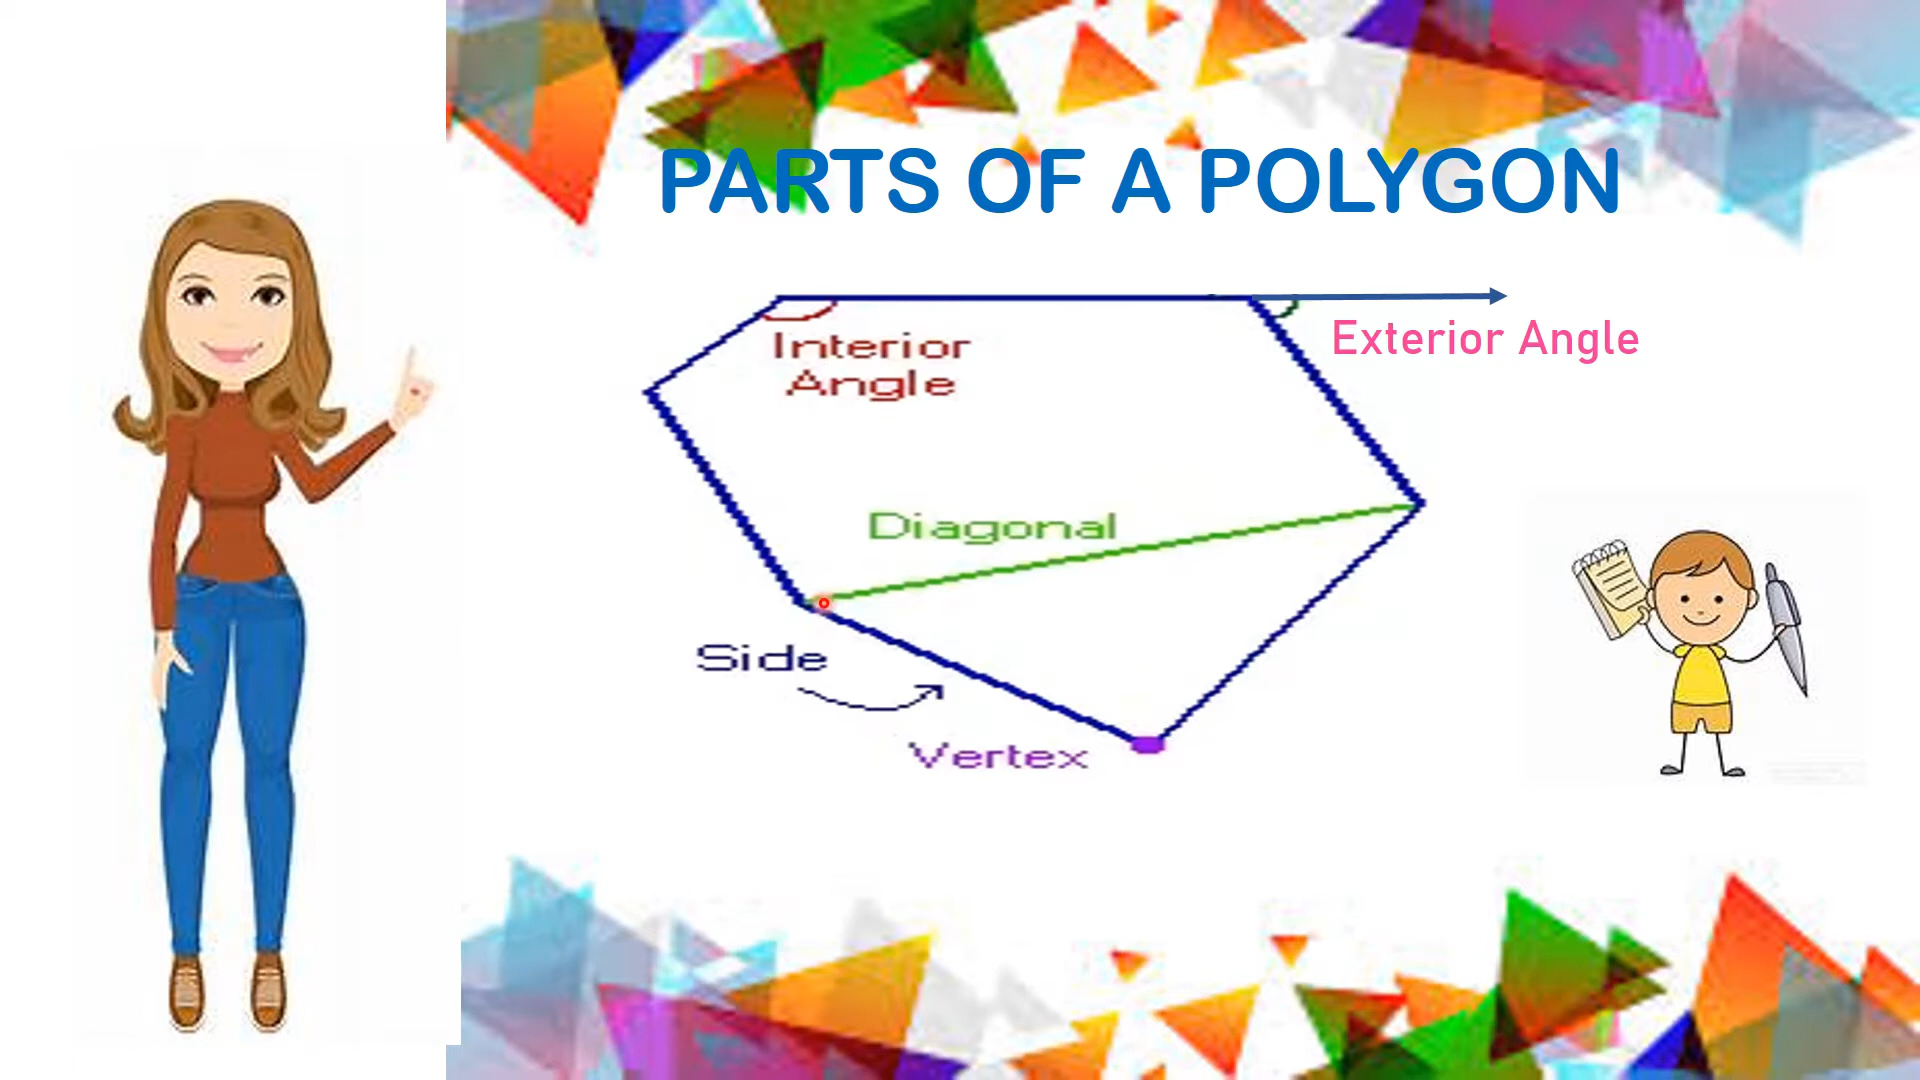 PARTS OF A POLYGON
Exterior Angle
Interior
Angle
Diagonal
Side
Vertex